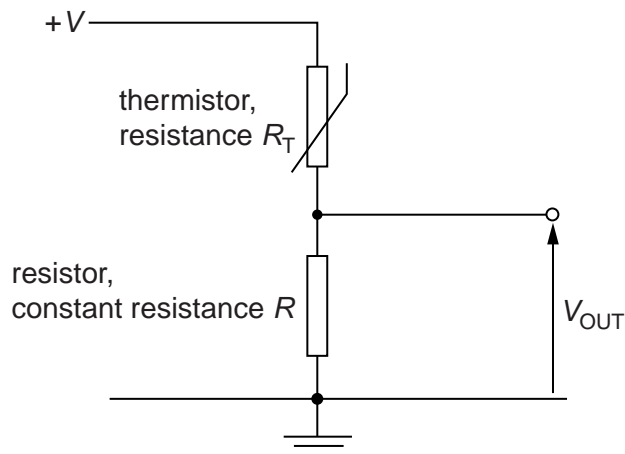 +V
thermistor,
resistance R_T
resistor,
constant resistance R
V_OUT